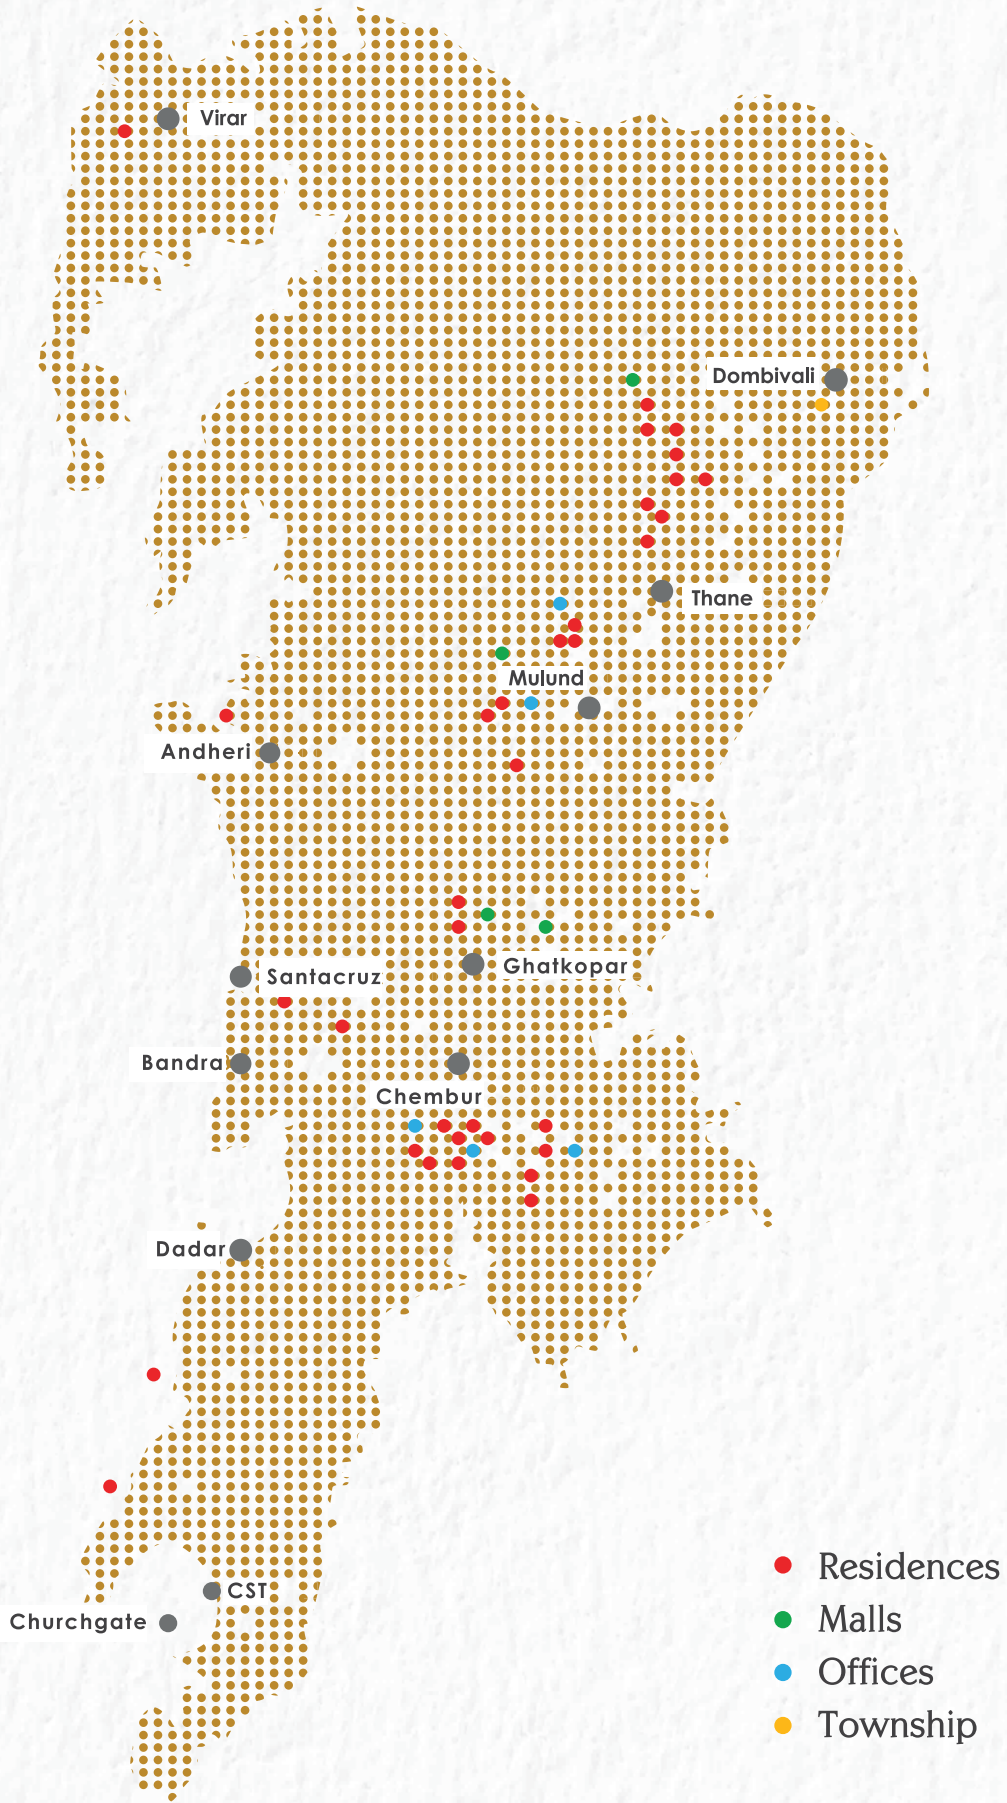 Virar
Dombivali
Thane
Mulund
Andheri
Ghatkopar
Santacruz
Bandra
Chembur
Dadar
CST
Churchgate
Residences
Malls
Offices
Township